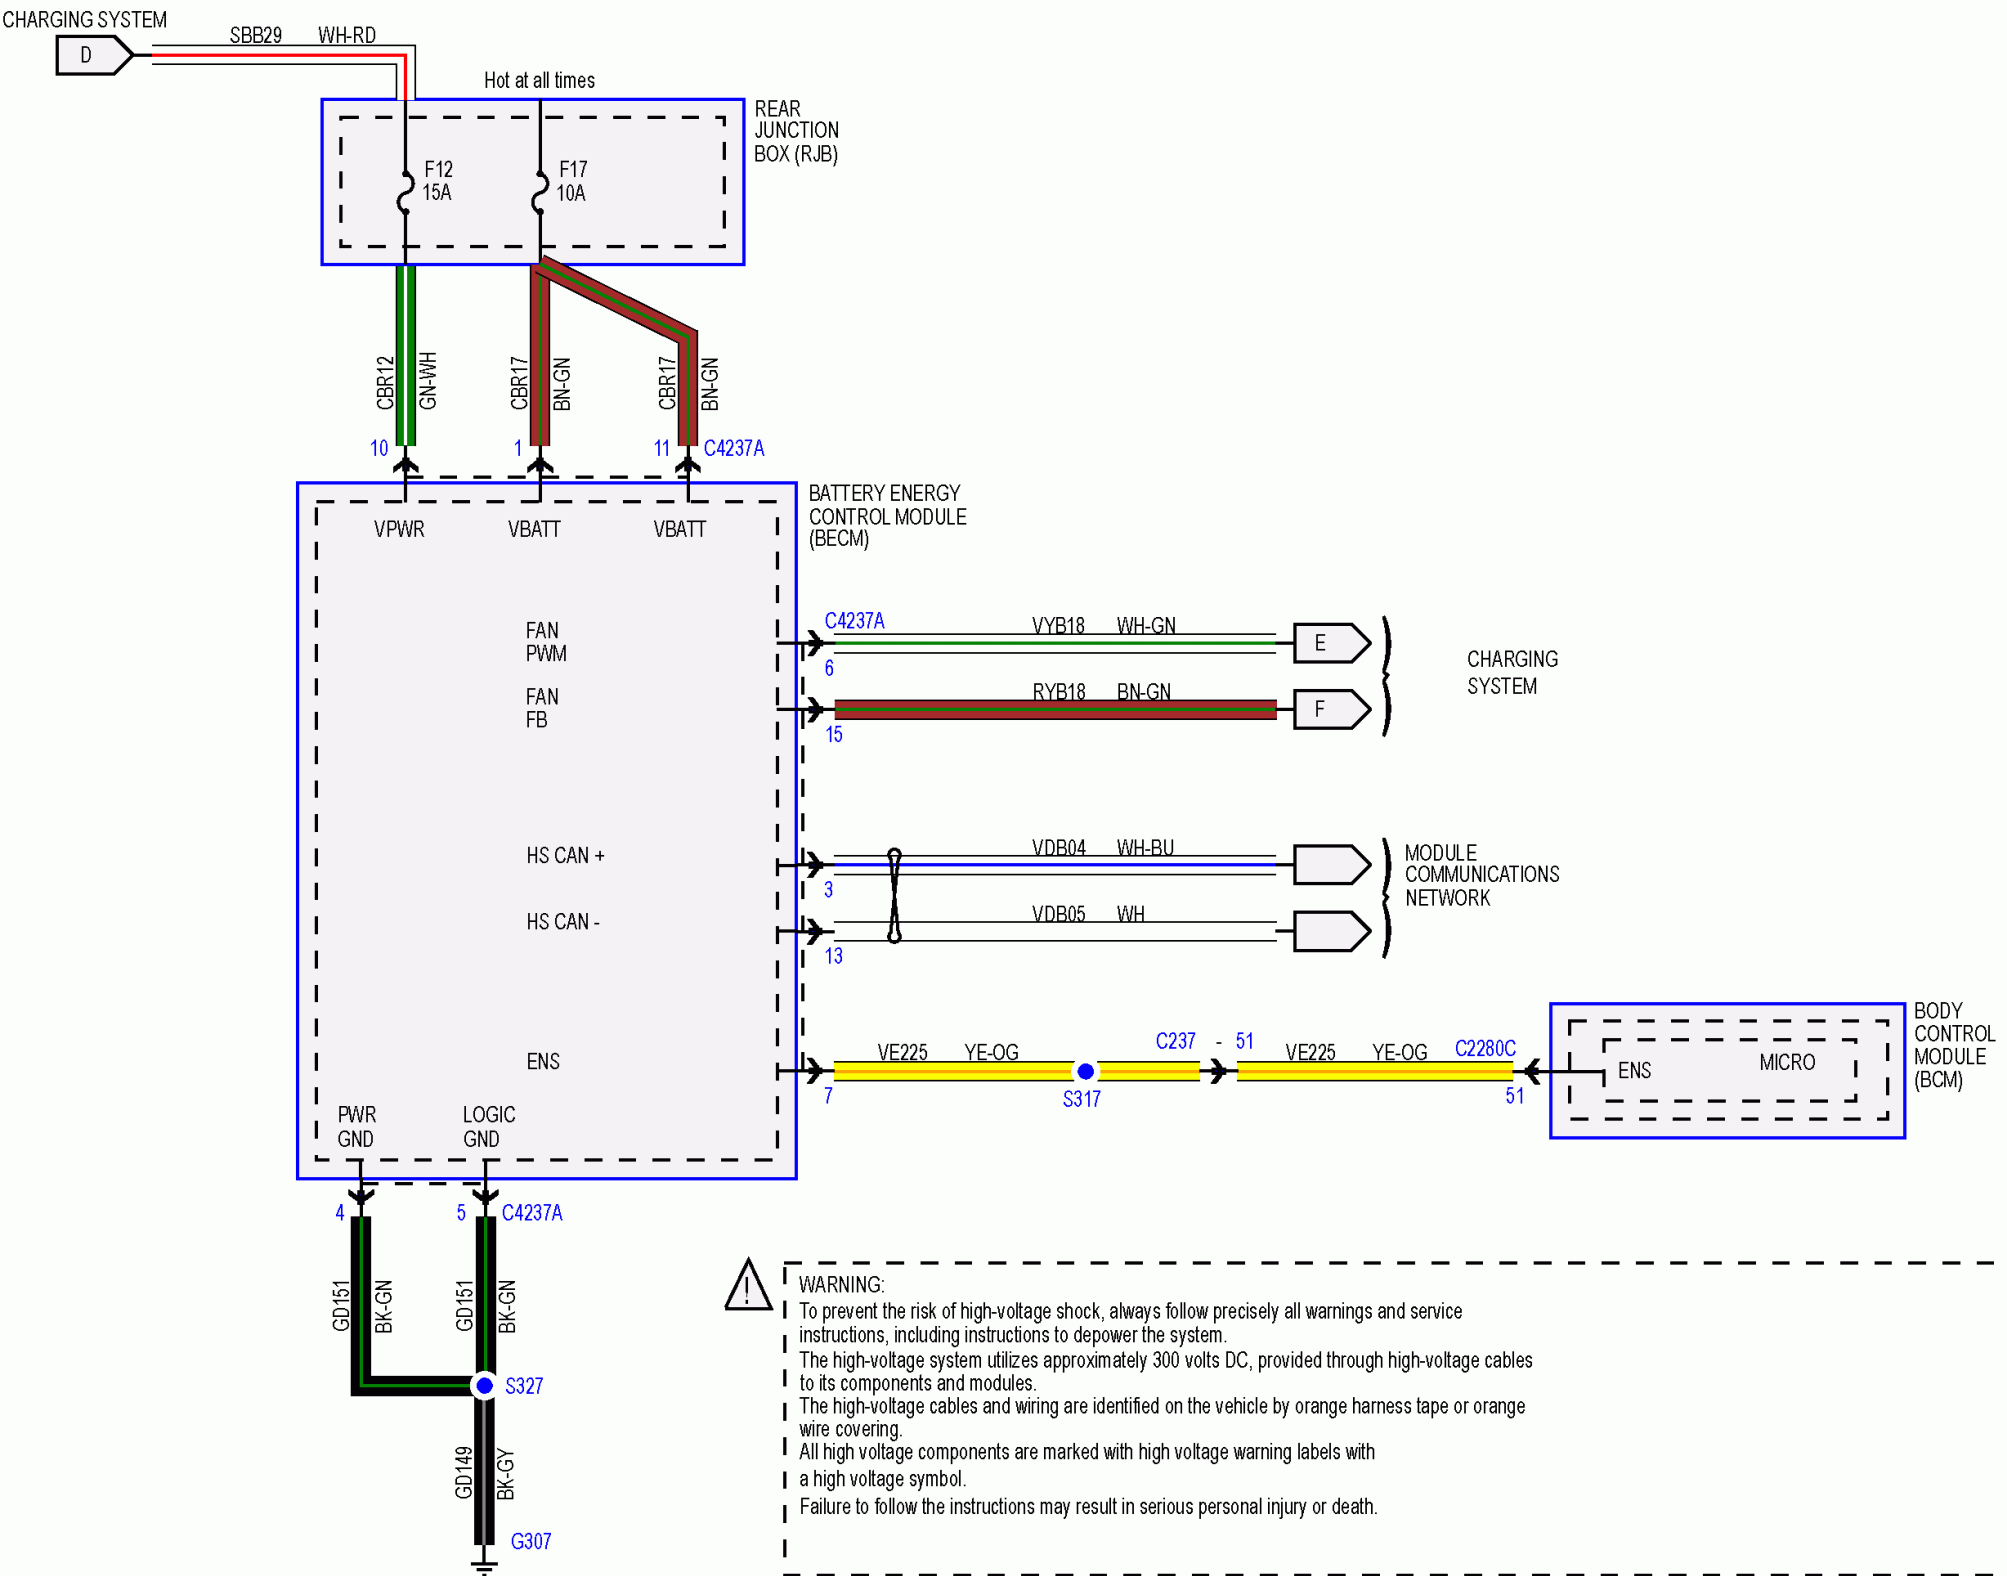 CHARGING SYSTEM
D
SBB29 WH-RD
Hot at all times
REAR
JUNCTION
BOX (RJB)
F12
15A
F17
10A
CBR12
GN-WH
CBR17
BN-GN
CBR17
BN-GN
10
1
11
C4237A
BATTERY ENERGY
CONTROL MODULE
(BECM)
VPWR
VBATT
VBATT
FAN
PWM
C4237A
6
VYB18 WH-GN
E
FAN
FB
15
RYB18 BN-GN
F
CHARGING
SYSTEM
HS CAN +
3
VDB04 WH-BU
HS CAN -
13
VDB05 WH
MODULE
COMMUNICATIONS
NETWORK
ENS
7
VE225 YE-OG
S317
C237 - 51
VE225 YE-OG
C2280C
51
ENS
MICRO
BODY
CONTROL
MODULE
(BCM)
PWR
GND
LOGIC
GND
4
5
C4237A
GD151
BK-GN
GD151
BK-GN
S327
GD149
BK-GY
G307
!
WARNING:
To prevent the risk of high-voltage shock, always follow precisely all warnings and service
instructions, including instructions to depower the system.
The high-voltage system utilizes approximately 300 volts DC, provided through high-voltage cables
to its components and modules.
The high-voltage cables and wiring are identified on the vehicle by orange harness tape or orange
wire covering.
All high voltage components are marked with high voltage warning labels with
a high voltage symbol.
Failure to follow the instructions may result in serious personal injury or death.